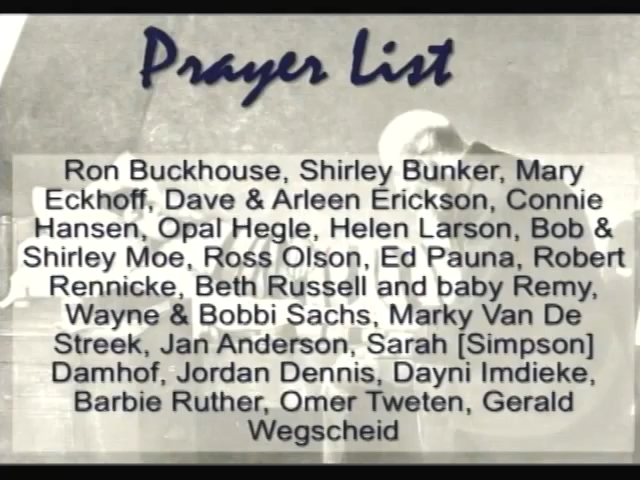 Prayer List
Ron Buckhouse, Shirley Bunker, Mary
Eckhoff, Dave & Arleen Erickson, Connie
Hansen, Opal Hegle, Helen Larson, Bob &
Shirley Moe, Ross Olson, Ed Pauna, Robert
Rennicke, Beth Russell and baby Remy,
Wayne & Bobbi Sachs, Marky Van De
Streek, Jan Anderson, Sarah [Simpson]
Damhof, Jordan Dennis, Dayni Imdieke,
Barbie Ruther, Omer Tweten, Gerald
Wegscheid